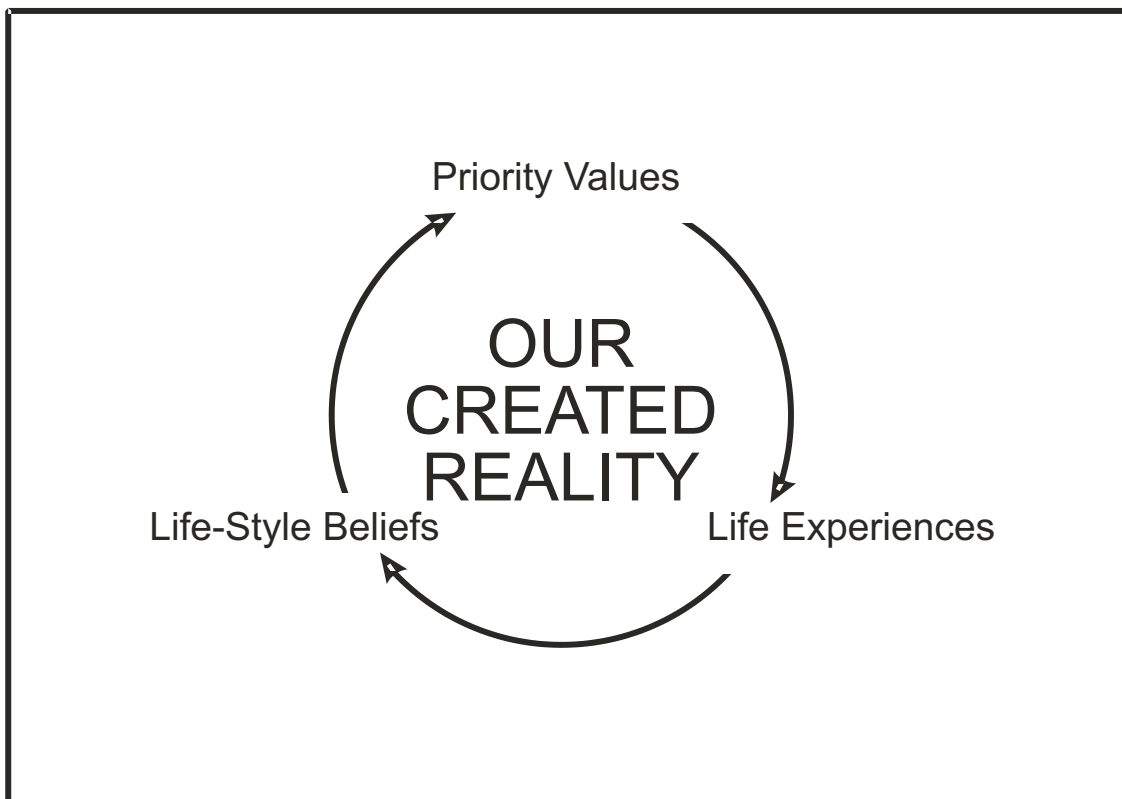 Priority Values
OUR
CREATED
REALITY
Life-Style Beliefs
Life Experiences